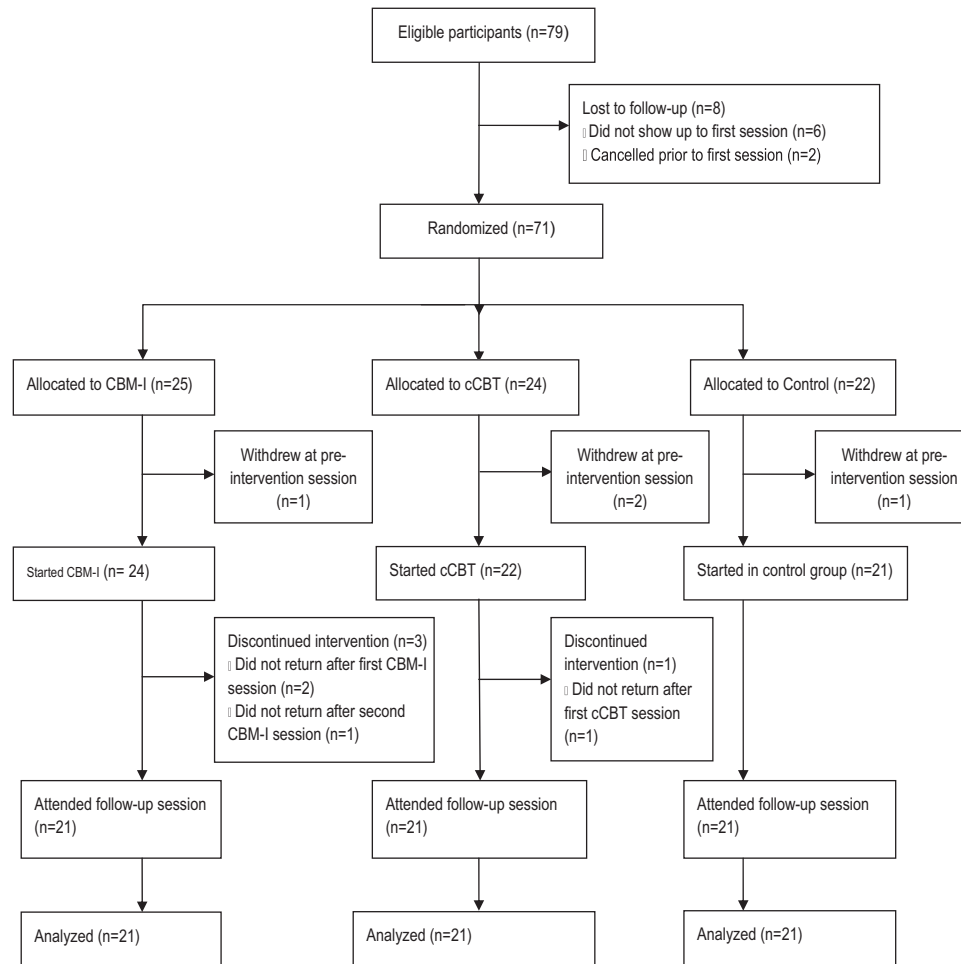 Eligible participants (n=79)
Lost to follow-up (n=8)
▯ Did not show up to first session (n=6)
▯ Cancelled prior to first session (n=2)
Randomized (n=71)
Allocated to CBM-I (n=25)
Allocated to cCBT (n=24)
Allocated to Control (n=22)
Withdrew at pre-
intervention session
(n=1)
Withdrew at pre-
intervention session
(n=2)
Withdrew at pre-
intervention session
(n=1)
Started CBM-I (n= 24)
Started cCBT (n=22)
Started in control group (n=21)
Discontinued intervention (n=3)
▯ Did not return after first CBM-I
session (n=2)
▯ Did not return after second
CBM-I session (n=1)
Discontinued
intervention (n=1)
▯ Did not return after
first cCBT session
(n=1)
Attended follow-up session
(n=21)
Attended follow-up session
(n=21)
Attended follow-up session
(n=21)
Analyzed (n=21)
Analyzed (n=21)
Analyzed (n=21)